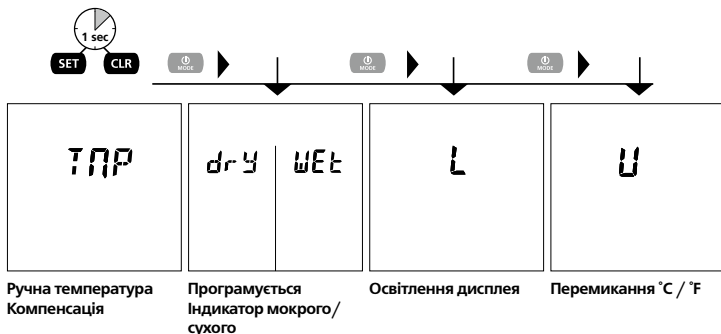 1 sec
SET CLR MODE MODE MODE
TMP dry WEt L U
Ручна температура
Компенсація
Програмується
Індикатор мокрого/
сухого
Освітлення дисплея
Перемикання °C / °F